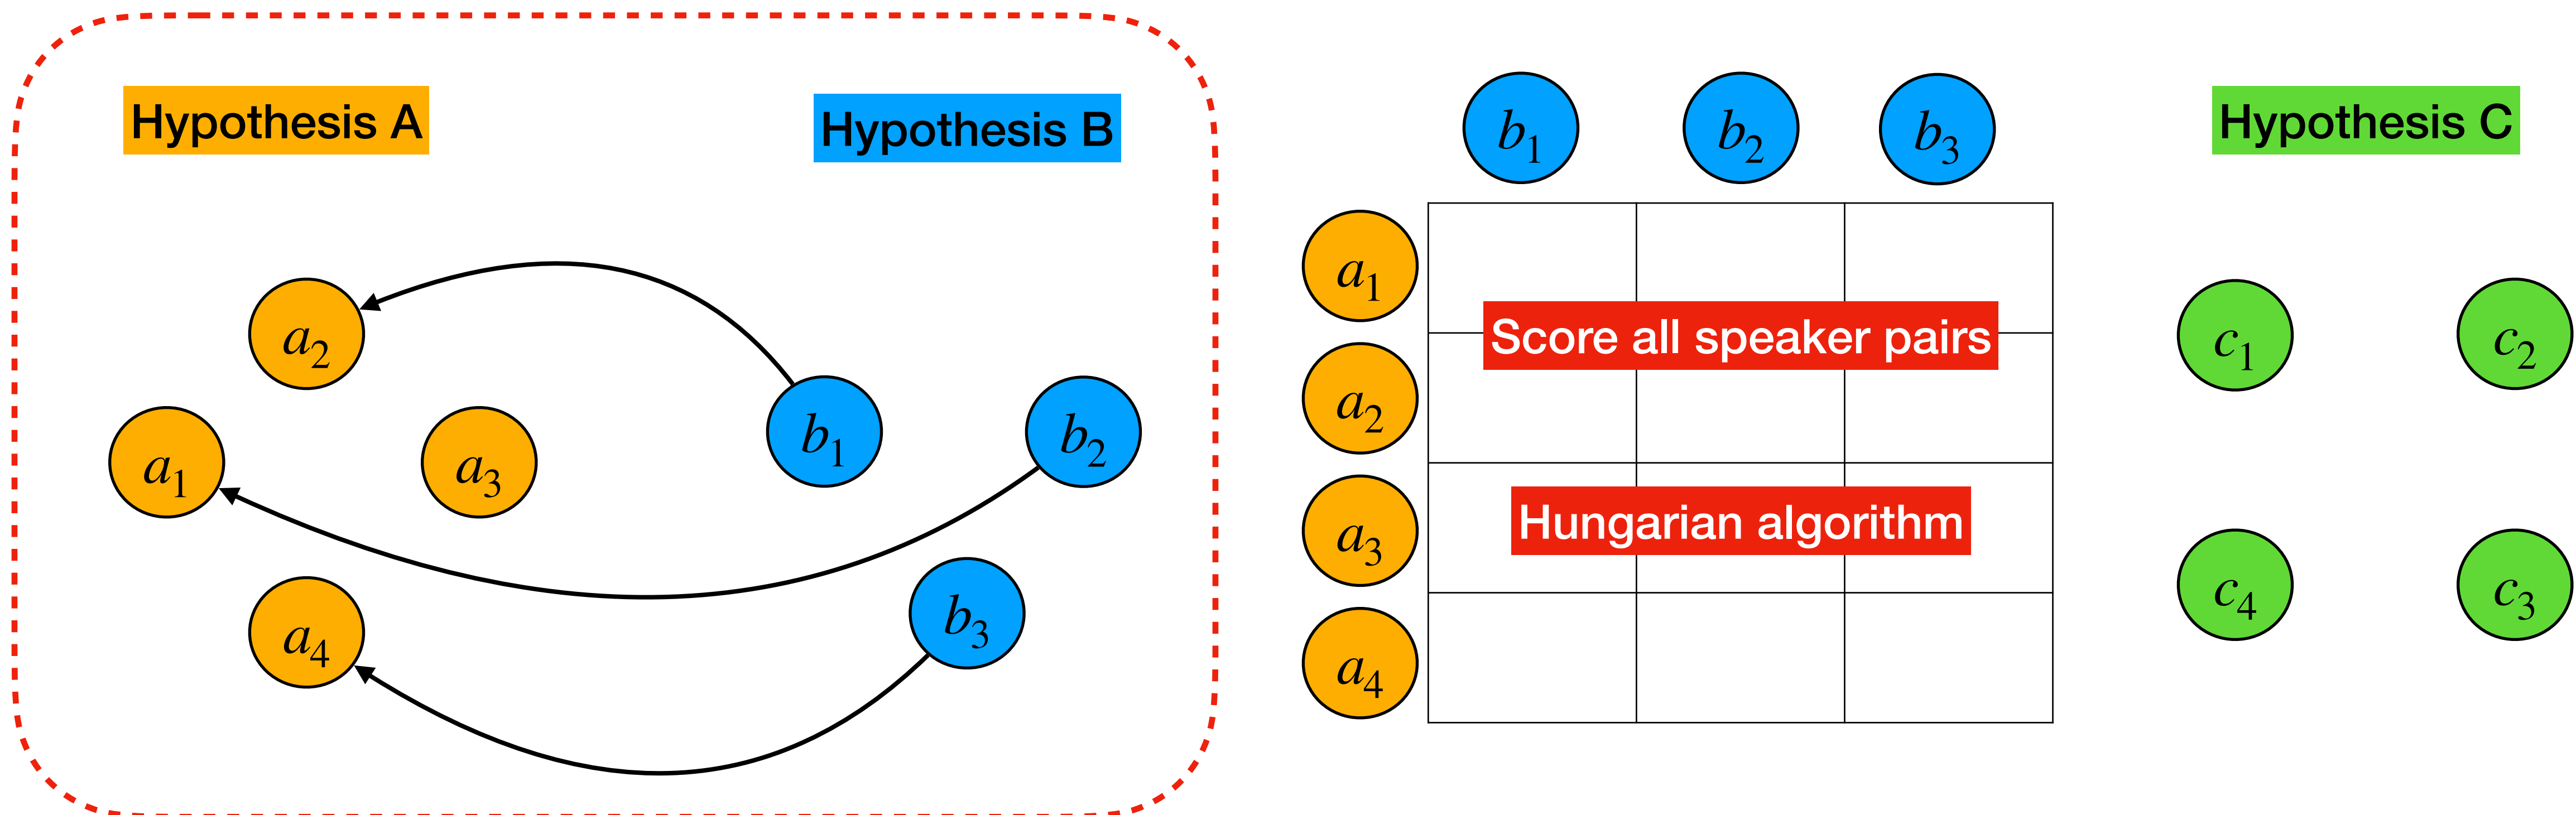 Hypothesis A
Hypothesis B
a₂
a₁
a₃
b₁
b₂
a₄
b₃
b₁
b₂
b₃
a₁
a₂
a₃
a₄
Score all speaker pairs
Hungarian algorithm
Hypothesis C
c₁
c₂
c₄
c₃